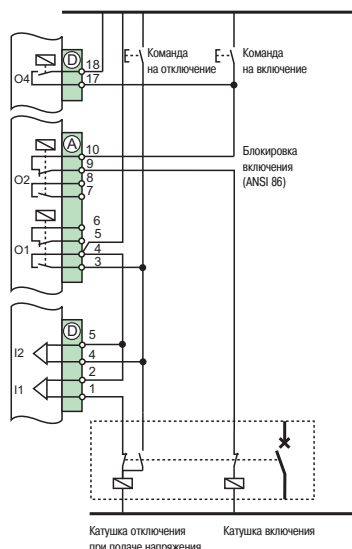 D
18
17
O4
Команда
на отключение
Команда
на включение
A
10
9
8
7
O2
Блокировка
включения
(ANSI 86)
6
5
4
3
O1
D
5
4
2
1
I2
I1
Катушка отключения
при подаче напряжения
Катушка включения